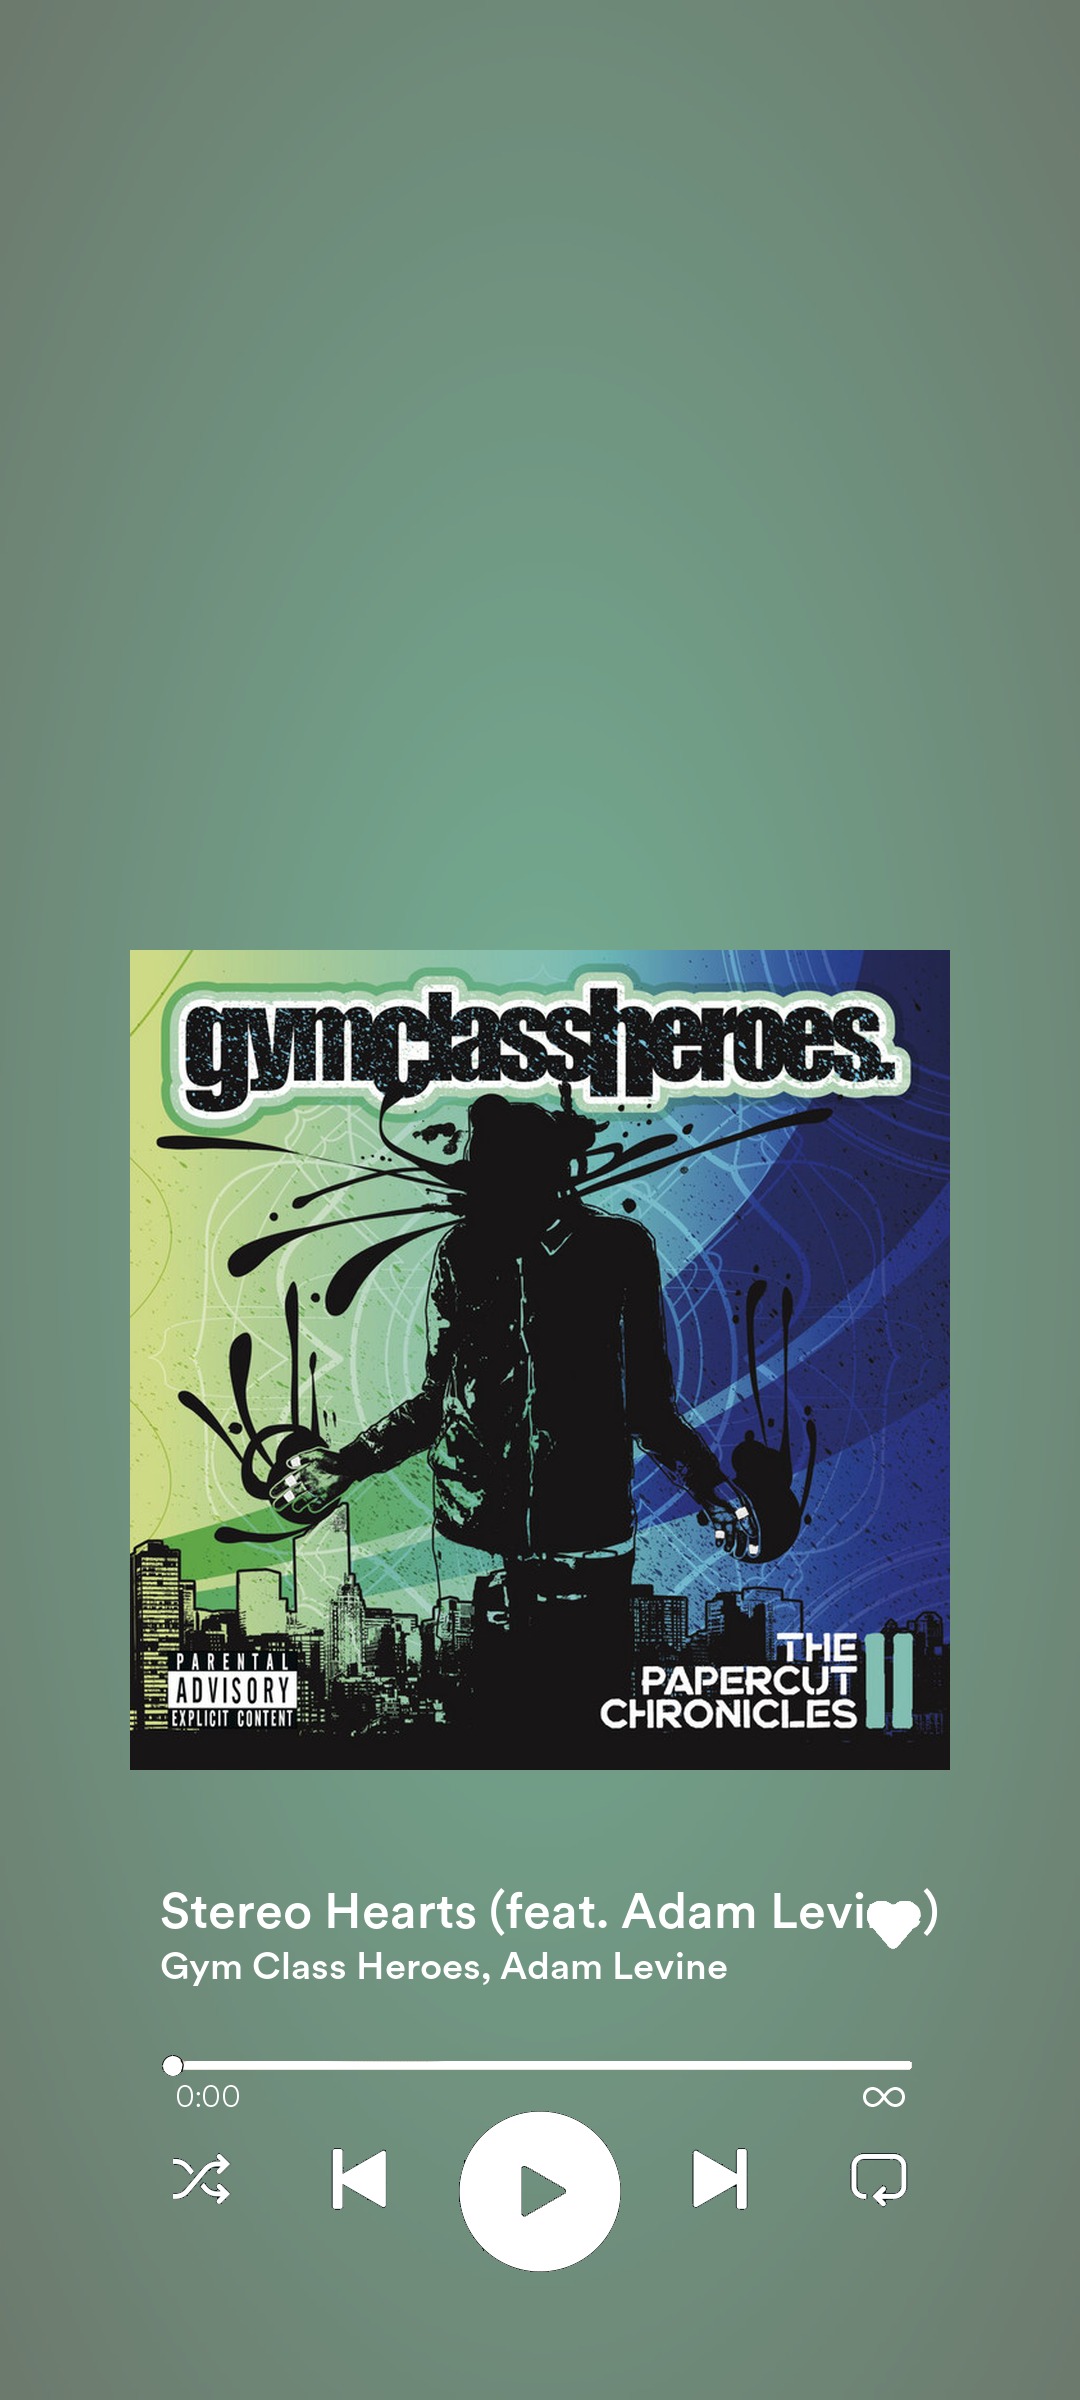 gymclassheroes.
PARENTAL
ADVISORY
EXPLICIT CONTENT
THE
PAPERCUT
CHRONICLES II
Stereo Hearts (feat. Adam Levine)
Gym Class Heroes, Adam Levine
0:00 ∞